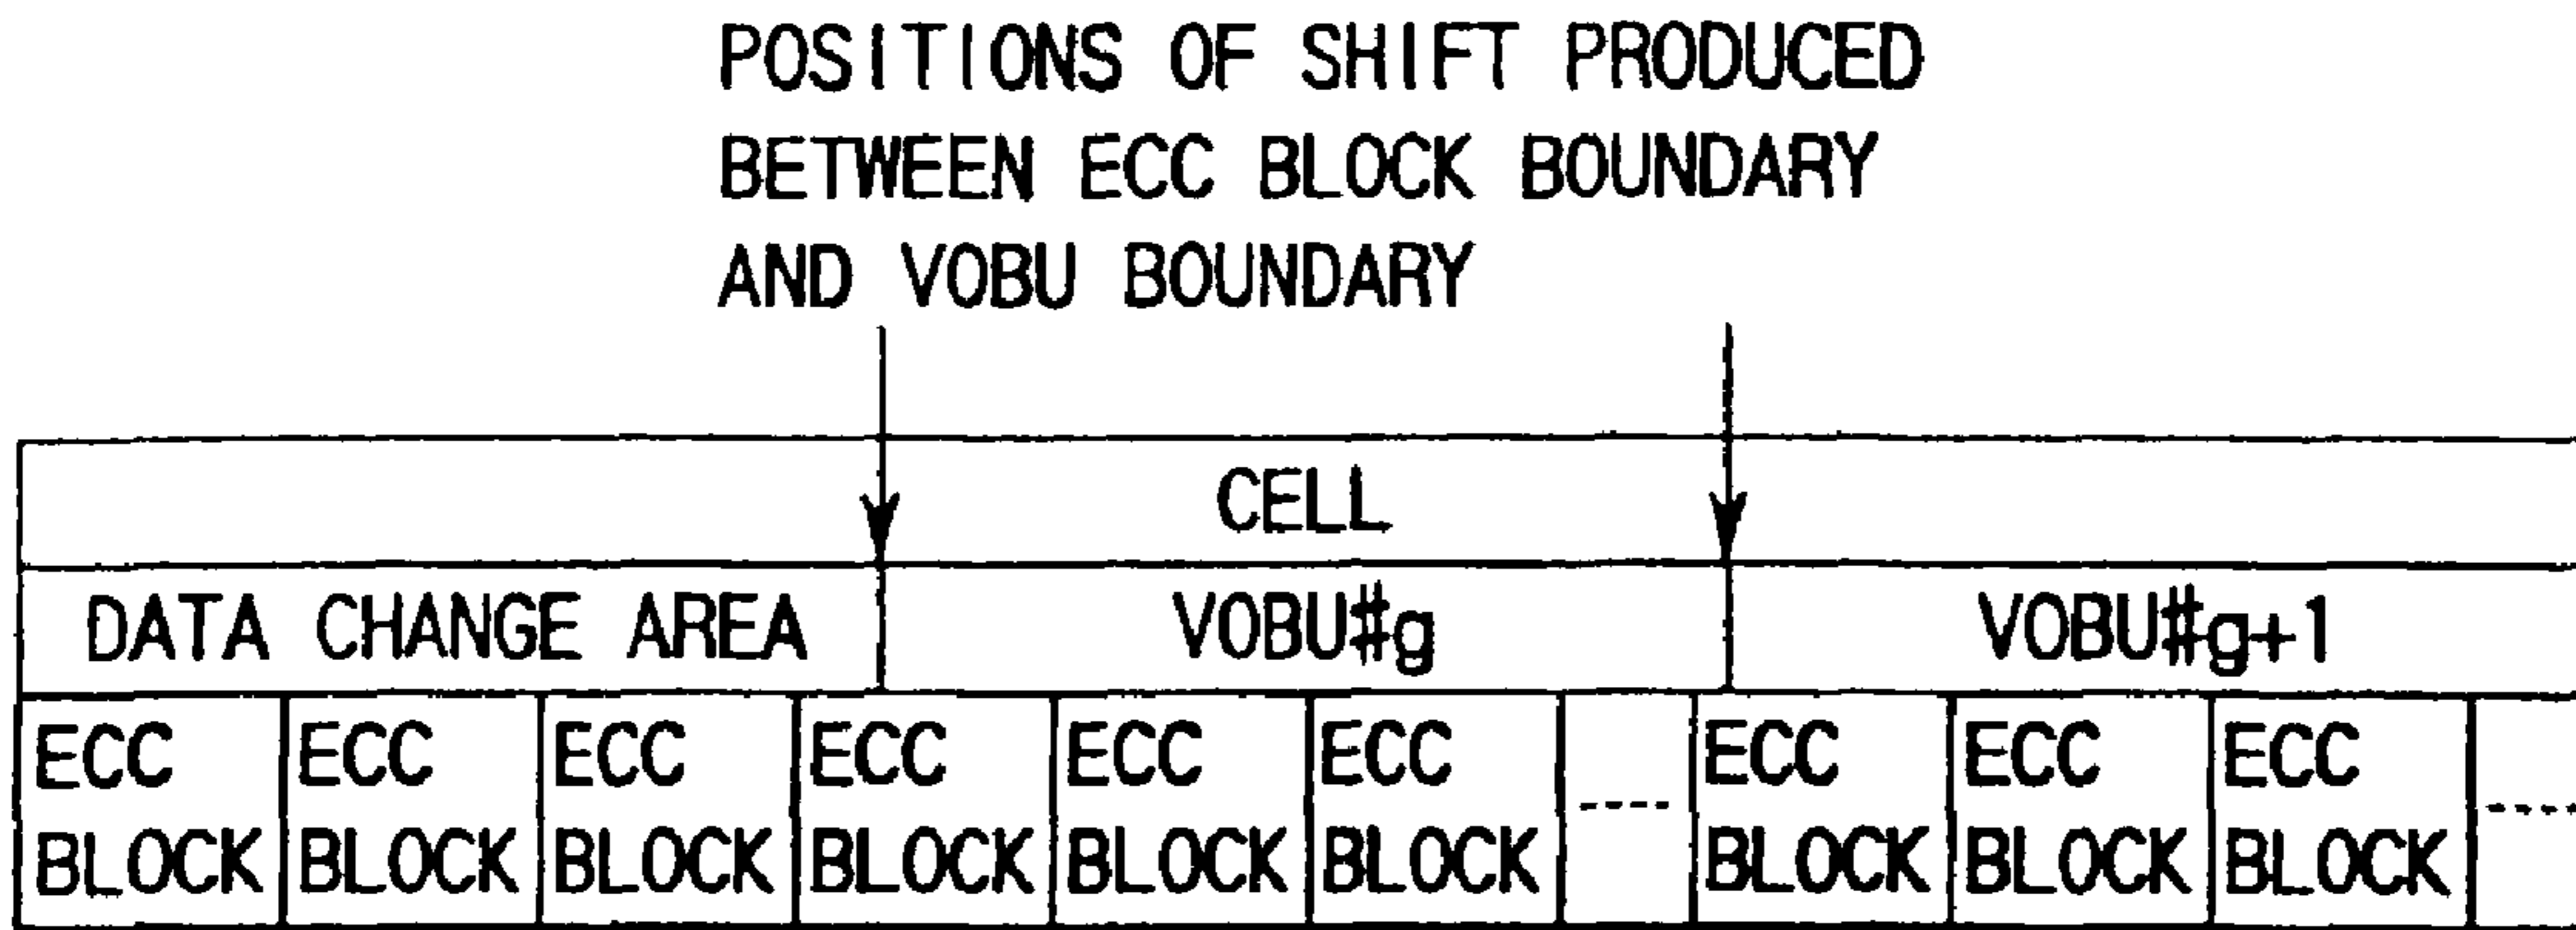 POSITIONS OF SHIFT PRODUCED
BETWEEN ECC BLOCK BOUNDARY
AND VOBU BOUNDARY
CELL
DATA CHANGE AREA VOBU#g VOBU#g+1
ECC ECC ECC ECC ECC ECC ---- ECC ECC ECC ----
BLOCK BLOCK BLOCK BLOCK BLOCK BLOCK BLOCK BLOCK BLOCK